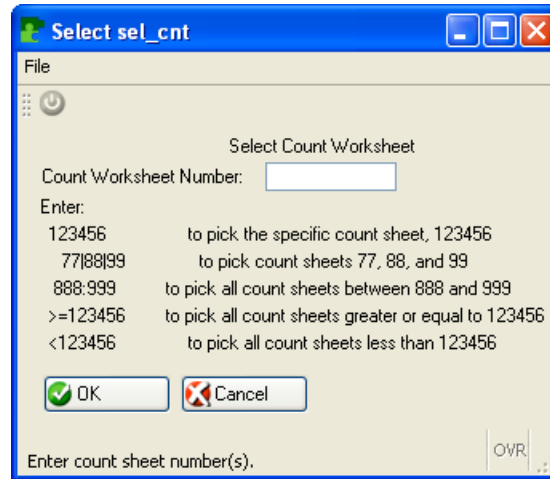 Select sel_cnt
File
Select Count Worksheet
Count Worksheet Number:
Enter:
123456 to pick the specific count sheet, 123456
77|88|99 to pick count sheets 77, 88, and 99
888:999 to pick all count sheets between 888 and 999
>=123456 to pick all count sheets greater or equal to 123456
<123456 to pick all count sheets less than 123456
OK Cancel
Enter count sheet number(s). OVR